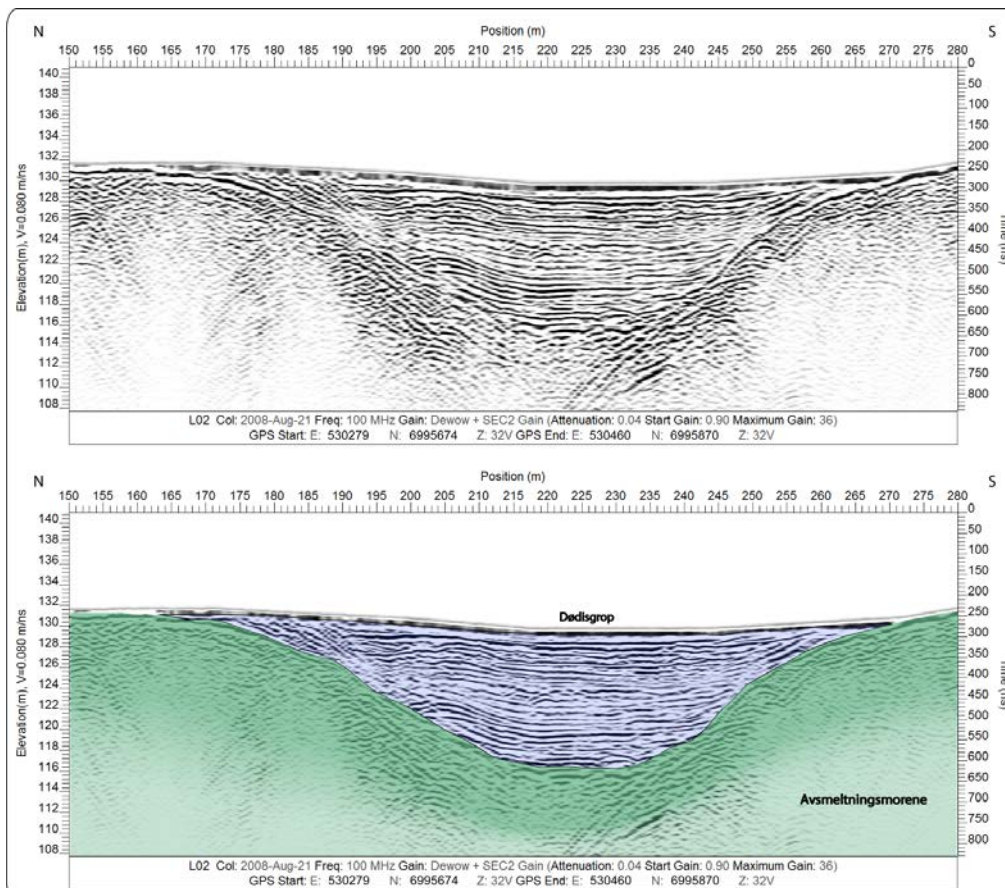 Position (m)
N S
150 155 160 165 170 175 180 185 190 195 200 205 210 215 220 225 230 235 240 245 250 255 260 265 270 275 280
140 0
138 50
136 100
134 150
132 200
130 250
128 300
126 350
124 400
122 450
120 500
118 550
116 600
114 650
112 700
110 750
108 800
Elevation(m), V=0.080 m/ns
L02 Col: 2008-Aug-21 Freq: 100 MHz Gain: Dewow + SEC2 Gain (Attenuation: 0.04 Start Gain: 0.90 Maximum Gain: 36)
GPS Start: E: 530279 N: 6995674 Z: 32V GPS End: E: 530460 N: 6995870 Z: 32V
Position (m)
N S
150 155 160 165 170 175 180 185 190 195 200 205 210 215 220 225 230 235 240 245 250 255 260 265 270 275 280
140 0
138 50
136 100
134 150
132 200
130 250
128 300
126 350
124 400
122 450
120 500
118 550
116 600
114 650
112 700
110 750
108 800
Elevation(m), V=0.080 m/ns
Dødisgrop
Avsmeltningsmorene
L02 Col: 2008-Aug-21 Freq: 100 MHz Gain: Dewow + SEC2 Gain (Attenuation: 0.04 Start Gain: 0.90 Maximum Gain: 36)
GPS Start: E: 530279 N: 6995674 Z: 32V GPS End: E: 530460 N: 6995870 Z: 32V